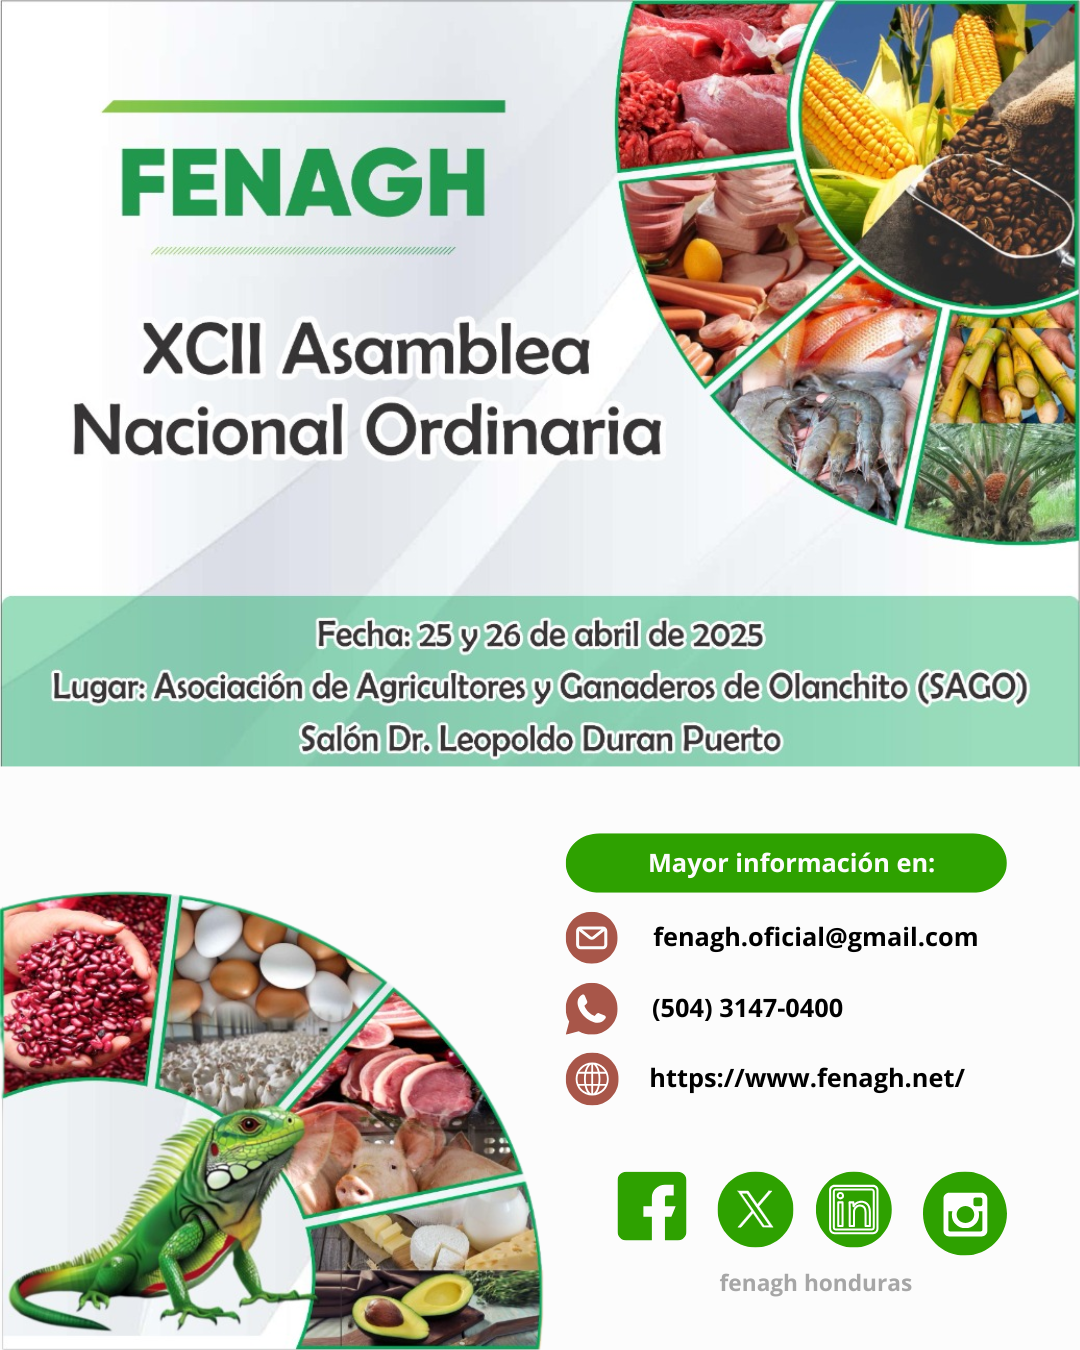 FENAGH
XCII Asamblea
Nacional Ordinaria
Fecha: 25 y 26 de abril de 2025
Lugar: Asociación de Agricultores y Ganaderos de Olanchito (SAGO)
Salón Dr. Leopoldo Duran Puerto
Mayor información en:
fenagh.oficial@gmail.com
(504) 3147-0400
https://www.fenagh.net/
fenagh honduras